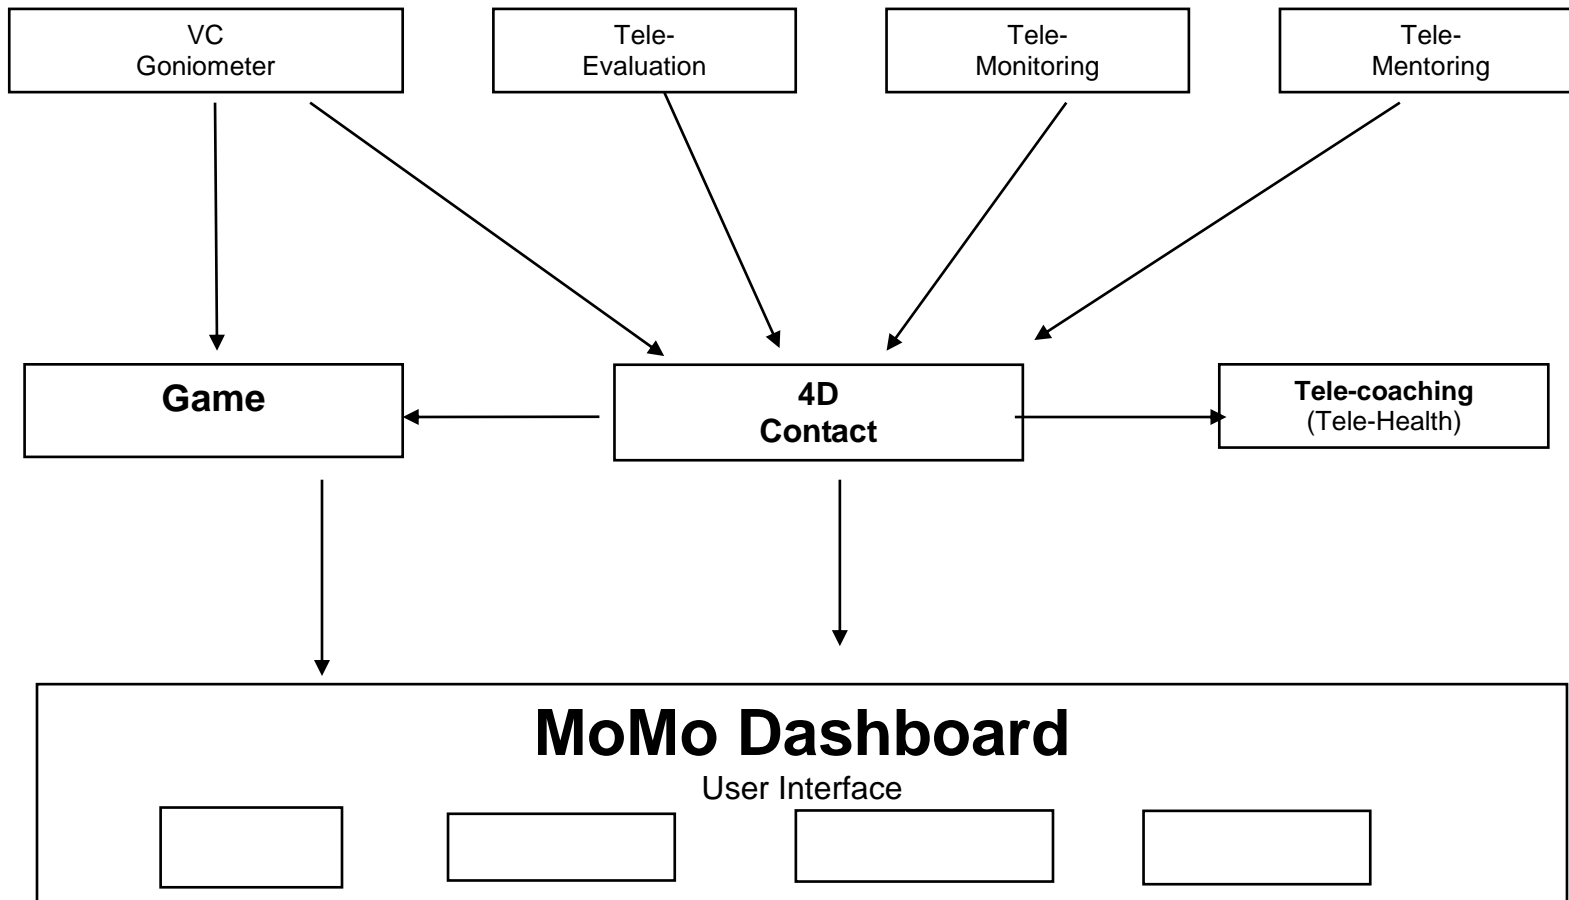 VC
Goniometer
Tele-
Evaluation
Tele-
Monitoring
Tele-
Mentoring
Game
4D
Contact
Tele-coaching
(Tele-Health)
MoMo Dashboard
User Interface